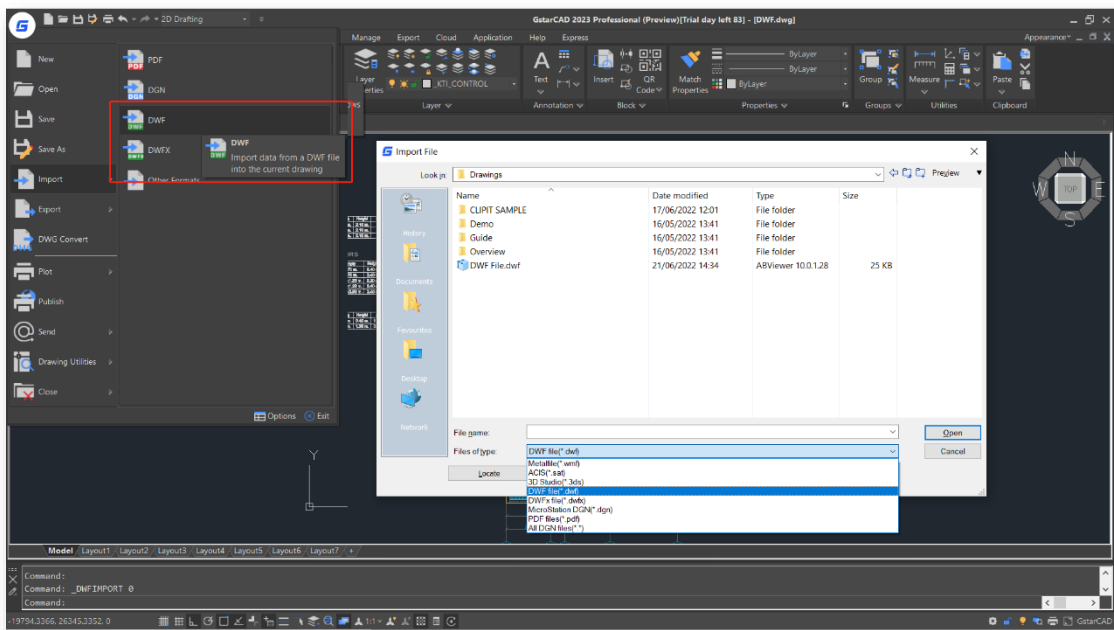 2D Drafting
GstarCAD 2023 Professional (Preview)[Trial day left 83] - [DWF.dwg]
Manage Export Cloud Application Help Express
Appearance
New
Open
Save
Save As
Import
Export
DWG Convert
Plot
Publish
Send
Drawing Utilities
Close
PDF
DGN
DWF
DWFX
Other Formats
DWF
Import data from a DWF file
into the current drawing
Options Exit
Layer
_KTI_CONTROL
Text
Insert
QR
Code
Match
Properties
ByLayer
ByLayer
ByLayer
Group
Measure
Paste
Layer Annotation Block Properties Groups Utilities Clipboard
N
W TOP E
S
Import File
Look in: Drawings Preview
Name Date modified Type Size
CLIPIT SAMPLE 17/06/2022 12:01 File folder
Demo 16/05/2022 13:41 File folder
Guide 16/05/2022 13:41 File folder
Overview 16/05/2022 13:41 File folder
DWF File.dwf 21/06/2022 14:34 ABViewer 10.0.1.28 25 KB
History
Documents
Favourites
Desktop
Network
File name: Open
Files of type: DWF file(*.dwf) Cancel
Locate
Metafile(*.wmf)
ACIS(*.sat)
3D Studio(*.3ds)
DWF file(*.dwf)
DWFx file(*.dwfx)
MicroStation DGN(*.dgn)
PDF files(*.pdf)
All DGN files(*.*)
Y
Model Layout1 Layout2 Layout3 Layout4 Layout5 Layout6 Layout7 +
Command:
Command: _DWFIMPORT 0
Command:
-19794.3366, 26345.3352, 0
1:1
GstarCAD